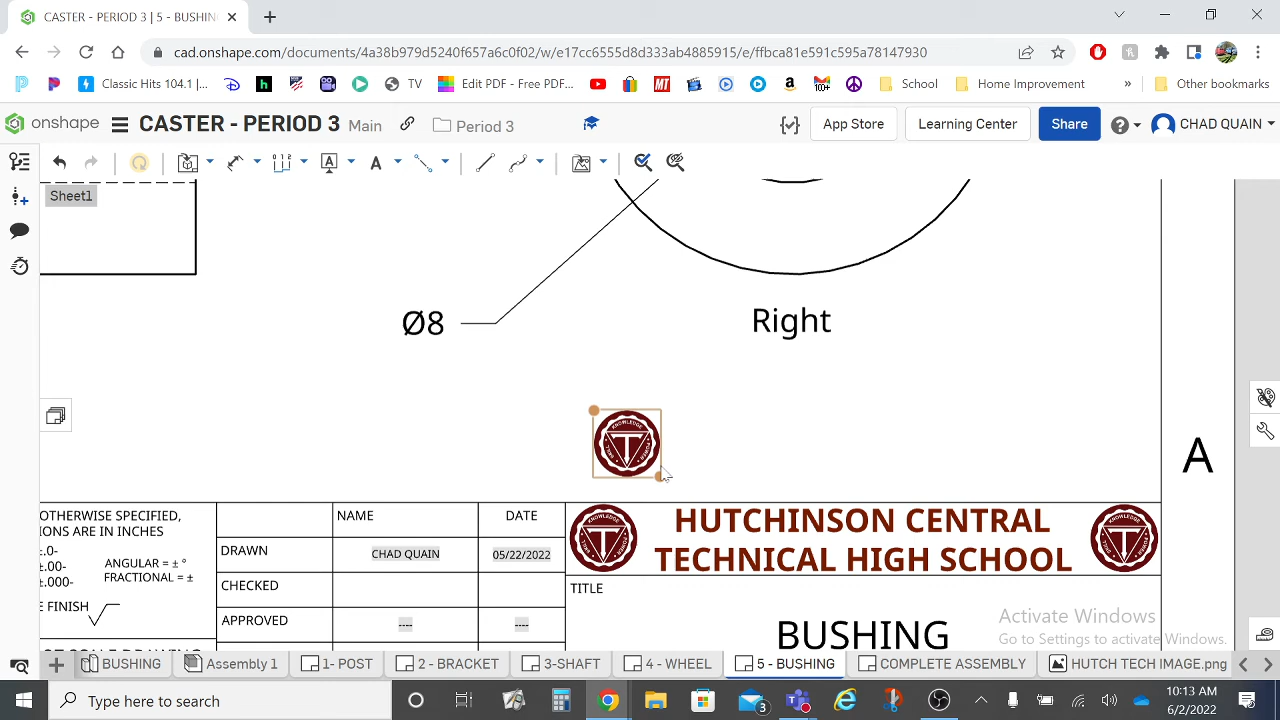 CASTER - PERIOD 3 | 5 - BUSHING
cad.onshape.com/documents/4a38b979d5240f657a6c0f02/w/e17cc6555d8d333ab4885915/e/ffbca81e591c595a78147930
Classic Hits 104.1 |...
TV
Edit PDF - Free PDF...
School
Home Improvement
»
Other bookmarks
onshape
CASTER - PERIOD 3
Main
Period 3
App Store
Learning Center
Share
CHAD QUAIN
Sheet1
Ø8
Right
A
OTHERWISE SPECIFIED,
IONS ARE IN INCHES
±.0-
±.00-
±.000-
ANGULAR = ± °
FRACTIONAL = ±
E FINISH
NAME
DATE
DRAWN
CHAD QUAIN
05/22/2022
CHECKED
APPROVED
----
----
HUTCHINSON CENTRAL
TECHNICAL HIGH SCHOOL
TITLE
BUSHING
Activate Windows
Go to Settings to activate Windows.
BUSHING
Assembly 1
1- POST
2 - BRACKET
3-SHAFT
4 - WHEEL
5 - BUSHING
COMPLETE ASSEMBLY
HUTCH TECH IMAGE.png
Type here to search
3
10:13 AM
6/2/2022